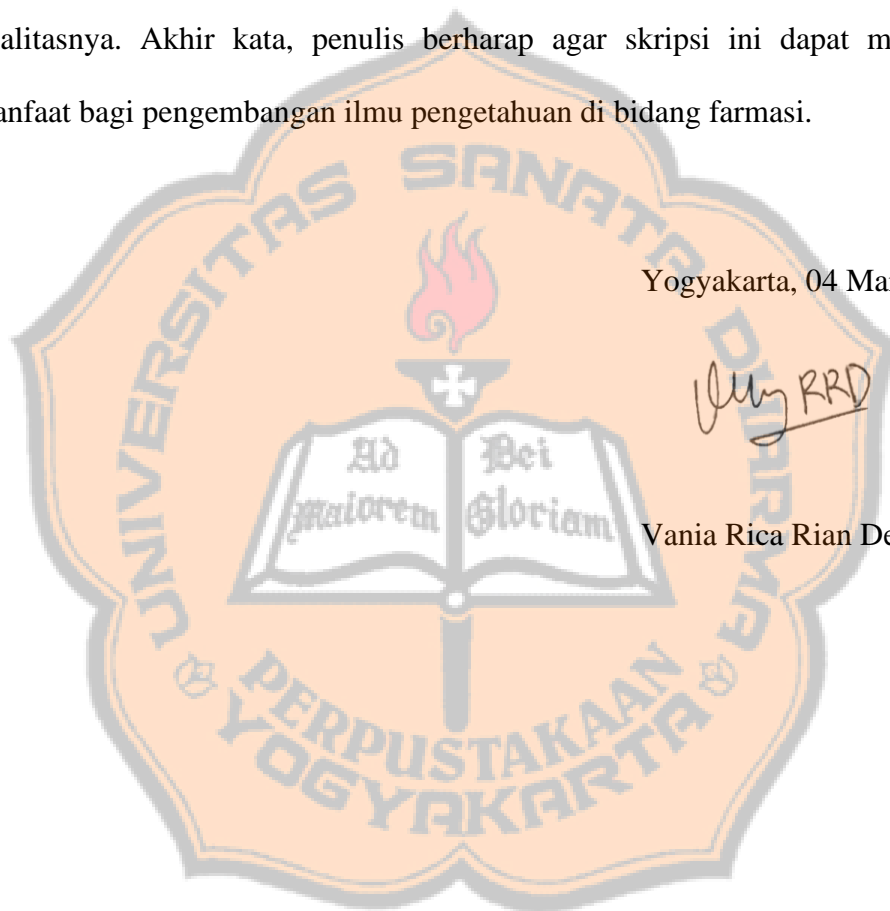 alitasnya. Akhir kata, penulis berharap agar skripsi ini dapat m
anfaat bagi pengembangan ilmu pengetahuan di bidang farmasi.
UNIVERSITAS SANATA DHARMA
Yogyakarta, 04 Ma
RRD
Ad Dei
Maiorem Gloriam
Vania Rica Rian De
PERPUSTAKAAN
YOGYAKARTA